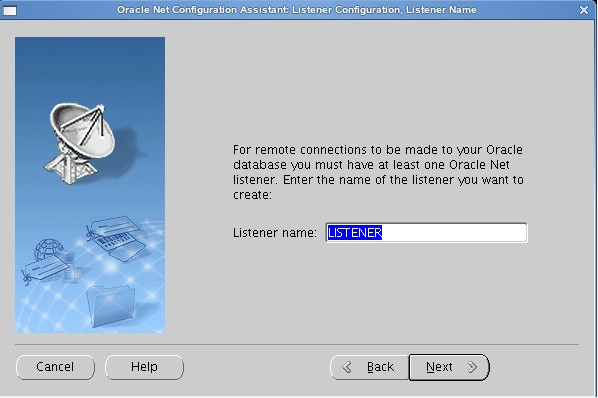 Oracle Net Configuration Assistant: Listener Configuration, Listener Name
For remote connections to be made to your Oracle
database you must have at least one Oracle Net
listener. Enter the name of the listener you want to
create:
Listener name: LISTENER
Cancel Help Back Next